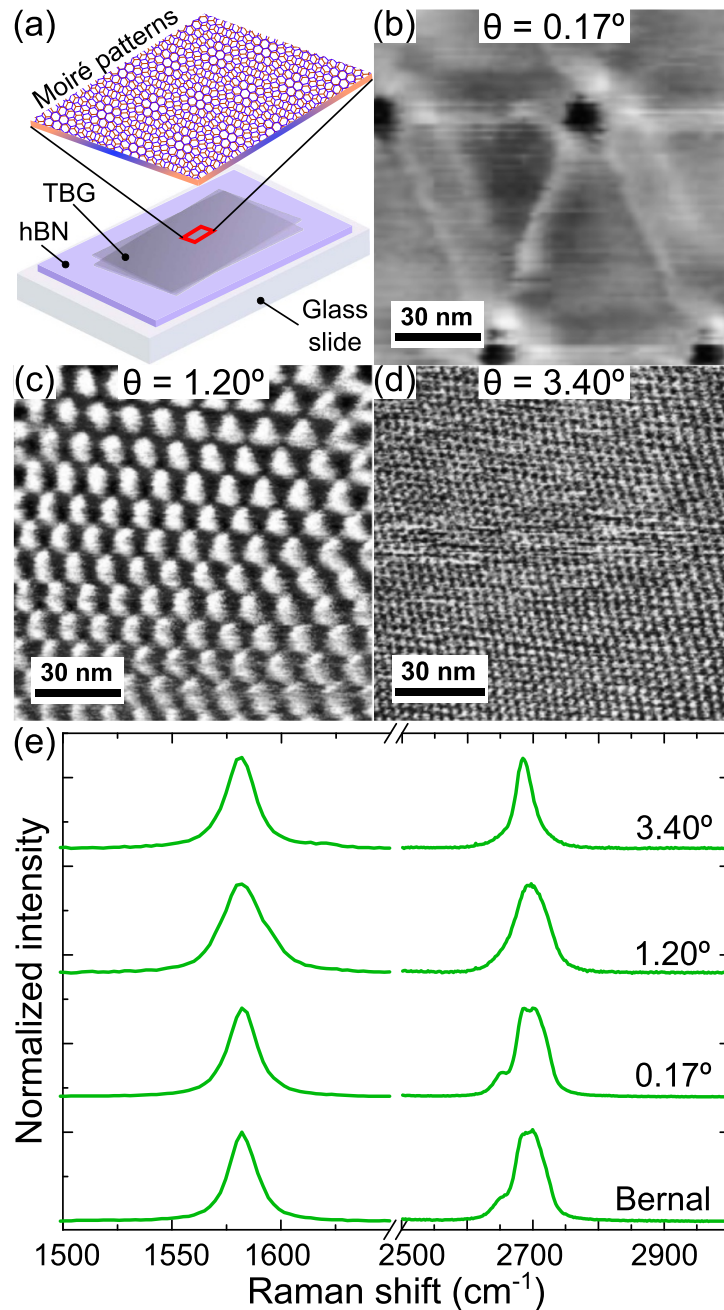 (a)
Moiré patterns
TBG
hBN
Glass
slide
(b)
θ = 0.17º
30 nm
(c)
θ = 1.20º
30 nm
(d)
θ = 3.40º
30 nm
(e)
Normalized intensity
3.40º
1.20º
0.17º
Bernal
1500 1550 1600 2500 2700 2900
Raman shift (cm⁻¹)